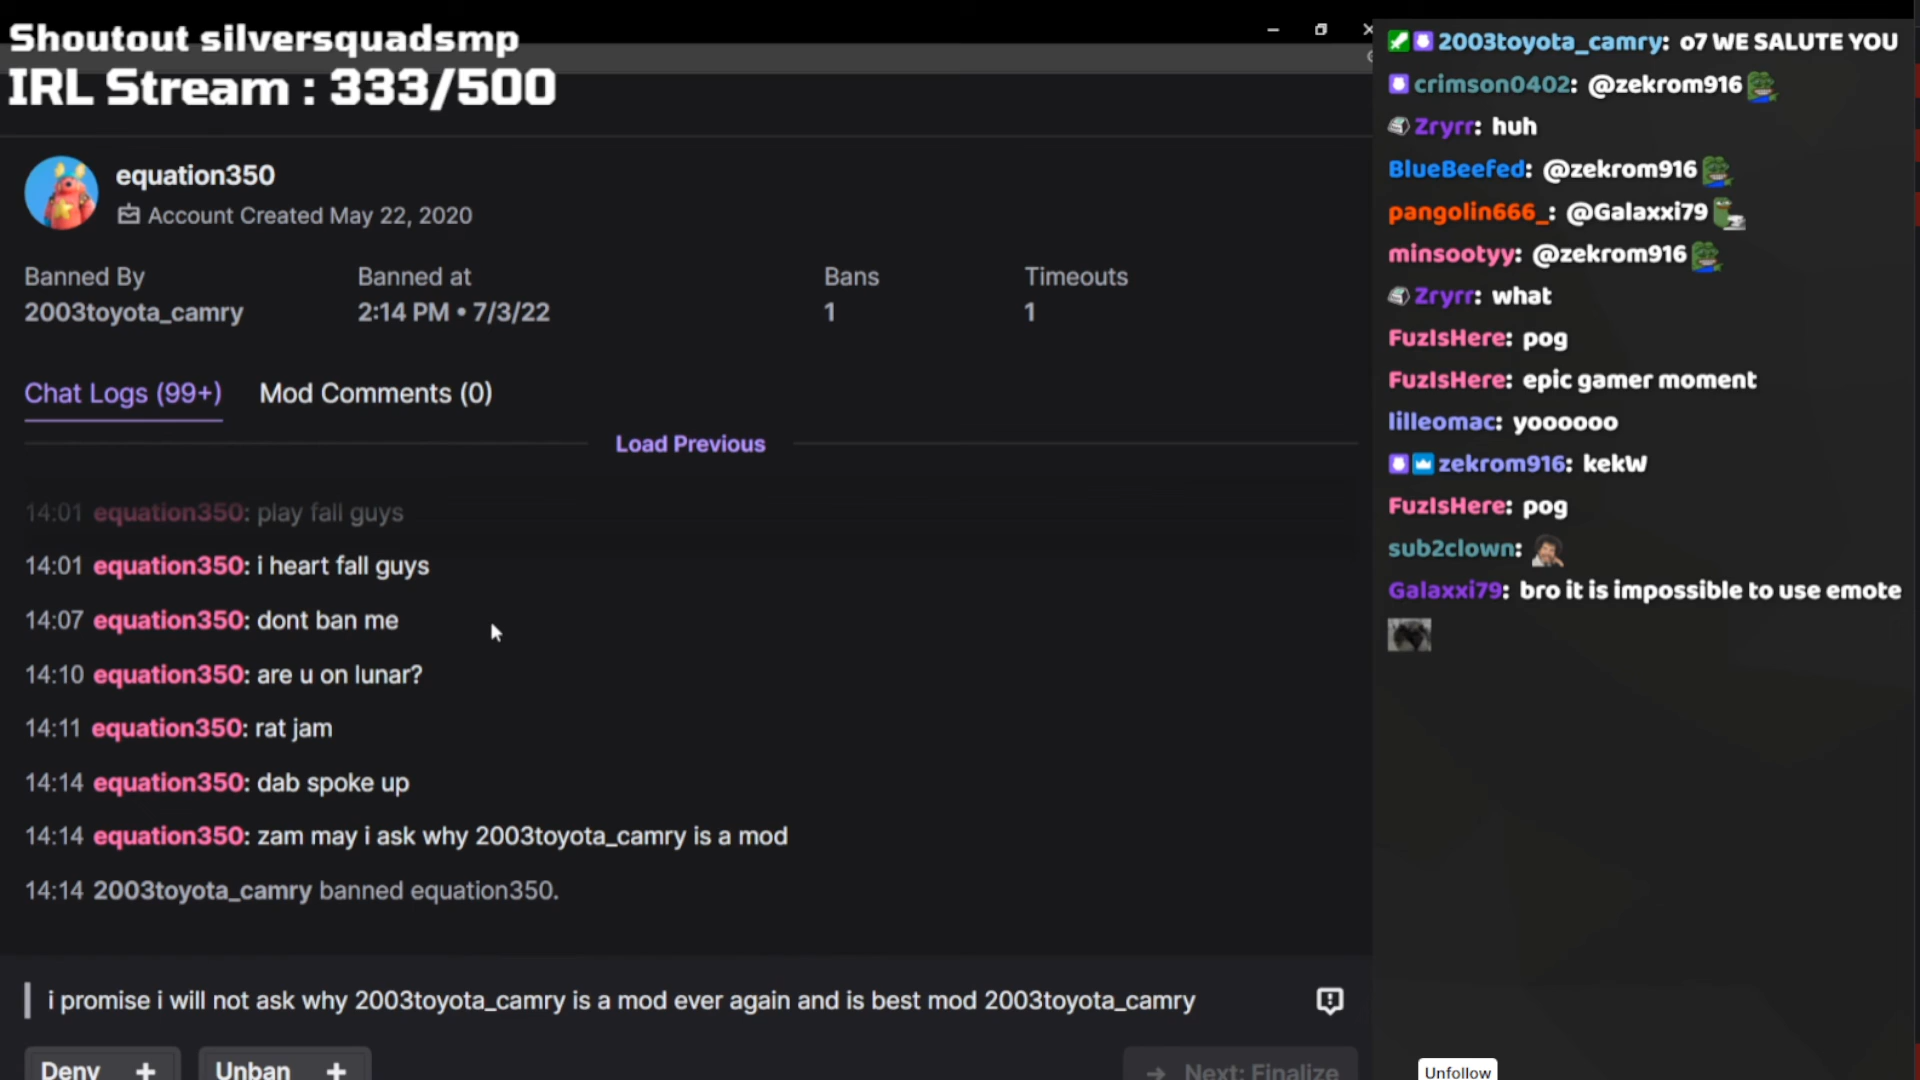 Shoutout silversquadsmp
IRL Stream : 333/500
equation350
Account Created May 22, 2020
Banned By
2003toyota_camry
Banned at
2:14 PM • 7/3/22
Bans
1
Timeouts
1
Chat Logs (99+)
Mod Comments (0)
Load Previous
14:01 equation350: play fall guys
14:01 equation350: i heart fall guys
14:07 equation350: dont ban me
14:10 equation350: are u on lunar?
14:11 equation350: rat jam
14:14 equation350: dab spoke up
14:14 equation350: zam may i ask why 2003toyota_camry is a mod
14:14 2003toyota_camry banned equation350.
i promise i will not ask why 2003toyota_camry is a mod ever again and is best mod 2003toyota_camry
Deny +
Unban +
→ Next: Finalize
2003toyota_camry: o7 WE SALUTE YOU
crimson0402: @zekrom916
Zryrr: huh
BlueBeefed: @zekrom916
pangolin666_: @Galaxxi79
minsootyy: @zekrom916
Zryrr: what
FuzIsHere: pog
FuzIsHere: epic gamer moment
lilleomac: yoooooo
zekrom916: kekW
FuzIsHere: pog
sub2clown:
Galaxxi79: bro it is impossible to use emote
Unfollow